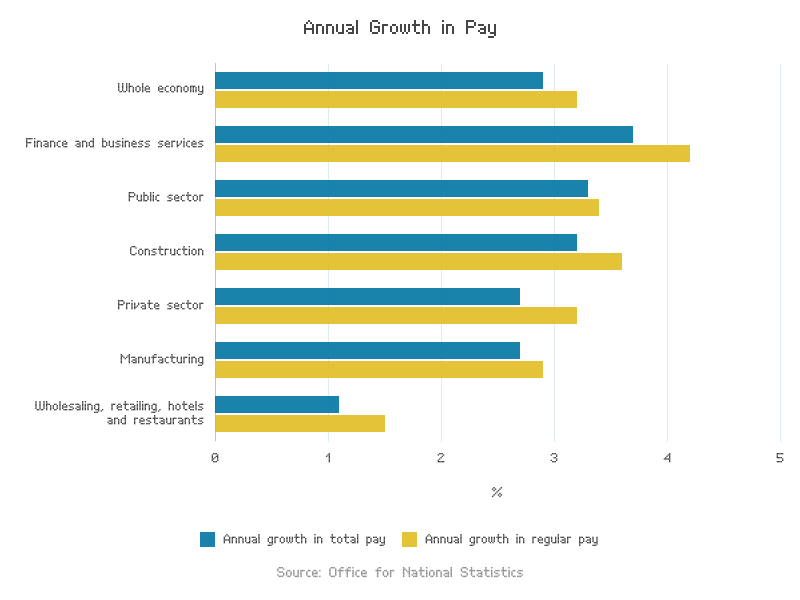 Annual Growth in Pay
Whole economy
Finance and business services
Public sector
Construction
Private sector
Manufacturing
Wholesaling, retailing, hotels
and restaurants
0 1 2 3 4 5
%
Annual growth in total pay Annual growth in regular pay
Source: Office for National Statistics